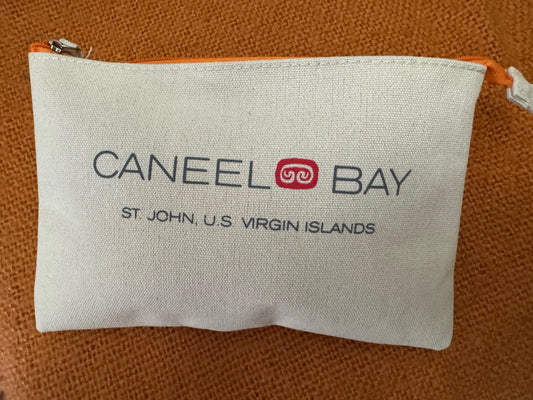 CANEEL BAY
ST. JOHN, U.S. VIRGIN ISLANDS